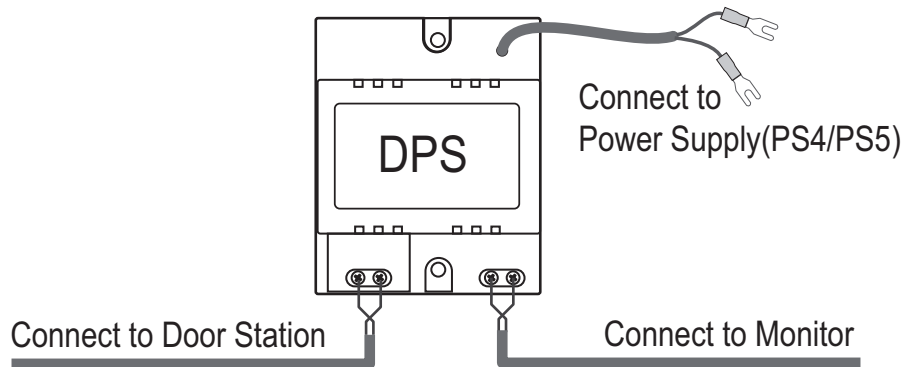 DPS
Connect to
Power Supply(PS4/PS5)
Connect to Door Station
Connect to Monitor